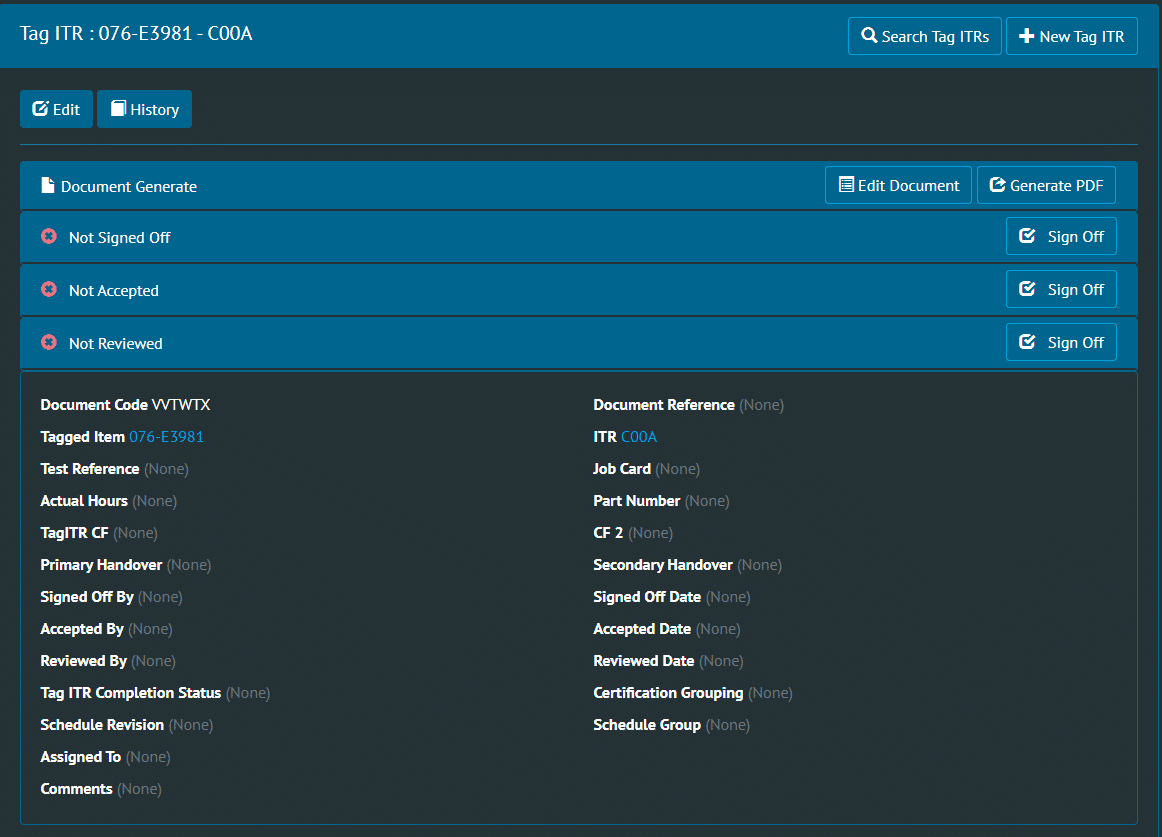 Tag ITR : 076-E3981 - C00A
Search Tag ITRs
New Tag ITR
Edit
History
Document Generate
Edit Document
Generate PDF
Not Signed Off
Sign Off
Not Accepted
Sign Off
Not Reviewed
Sign Off
Document Code VVTWTX
Document Reference (None)
Tagged Item 076-E3981
ITR C00A
Test Reference (None)
Job Card (None)
Actual Hours (None)
Part Number (None)
TagITR CF (None)
CF 2 (None)
Primary Handover (None)
Secondary Handover (None)
Signed Off By (None)
Signed Off Date (None)
Accepted By (None)
Accepted Date (None)
Reviewed By (None)
Reviewed Date (None)
Tag ITR Completion Status (None)
Certification Grouping (None)
Schedule Revision (None)
Schedule Group (None)
Assigned To (None)
Comments (None)